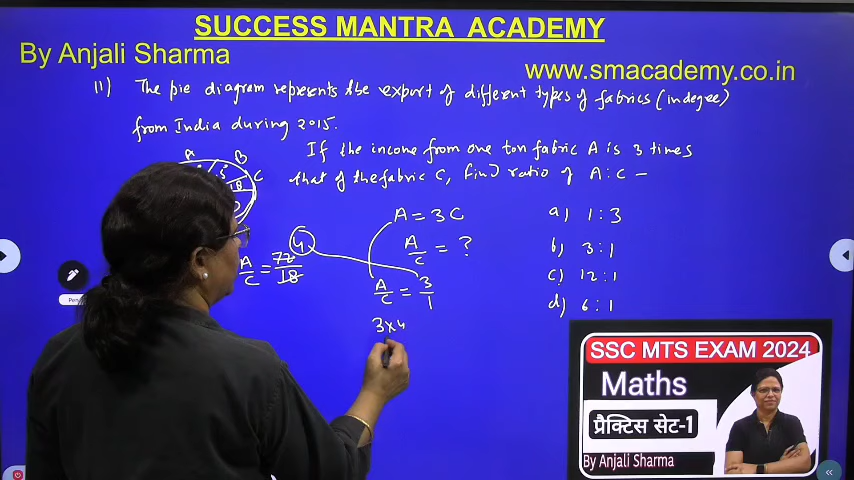 SUCCESS MANTRA ACADEMY
By Anjali Sharma
www.smacademy.co.in
11) The pie diagram represents the export of different types of fabrics (in degree)
from India during 2015.
If the income from one ton fabric A is 3 times
that of the fabric C, find ratio of A:C -
A B C
18
A/C = 72/18
4
A = 3C
A/C = ?
A/C = 3/1
3x4
a) 1:3
b) 3:1
c) 12:1
d) 6:1
Pen
SSC MTS EXAM 2024
Maths
प्रैक्टिस सेट-1
By Anjali Sharma